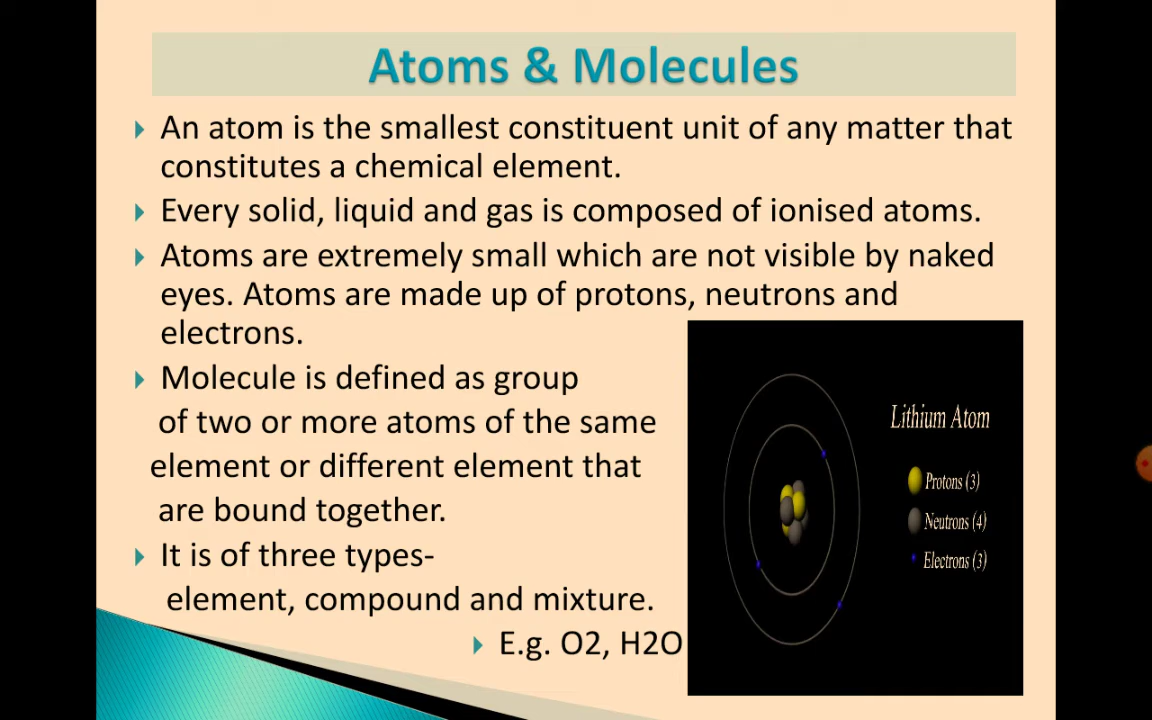 Atoms & Molecules
An atom is the smallest constituent unit of any matter that
constitutes a chemical element.
Every solid, liquid and gas is composed of ionised atoms.
Atoms are extremely small which are not visible by naked
eyes. Atoms are made up of protons, neutrons and
electrons.
Molecule is defined as group
of two or more atoms of the same
element or different element that
are bound together.
It is of three types-
element, compound and mixture.
E.g. O2, H2O
Lithium Atom
Protons (3)
Neutrons (4)
Electrons (3)